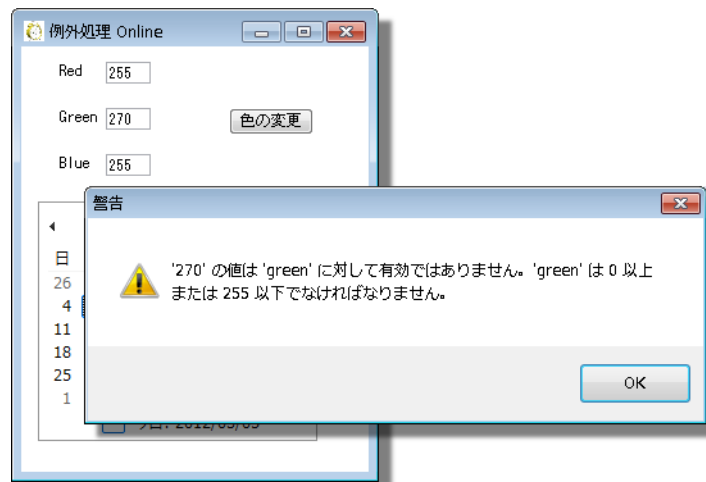 例外処理 Online
Red 255
Green 270
色の変更
Blue 255
警告
'270' の値は 'green' に対して有効ではありません。'green' は 0 以上
または 255 以下でなければなりません。
OK
日
26
4
11
18
25
1